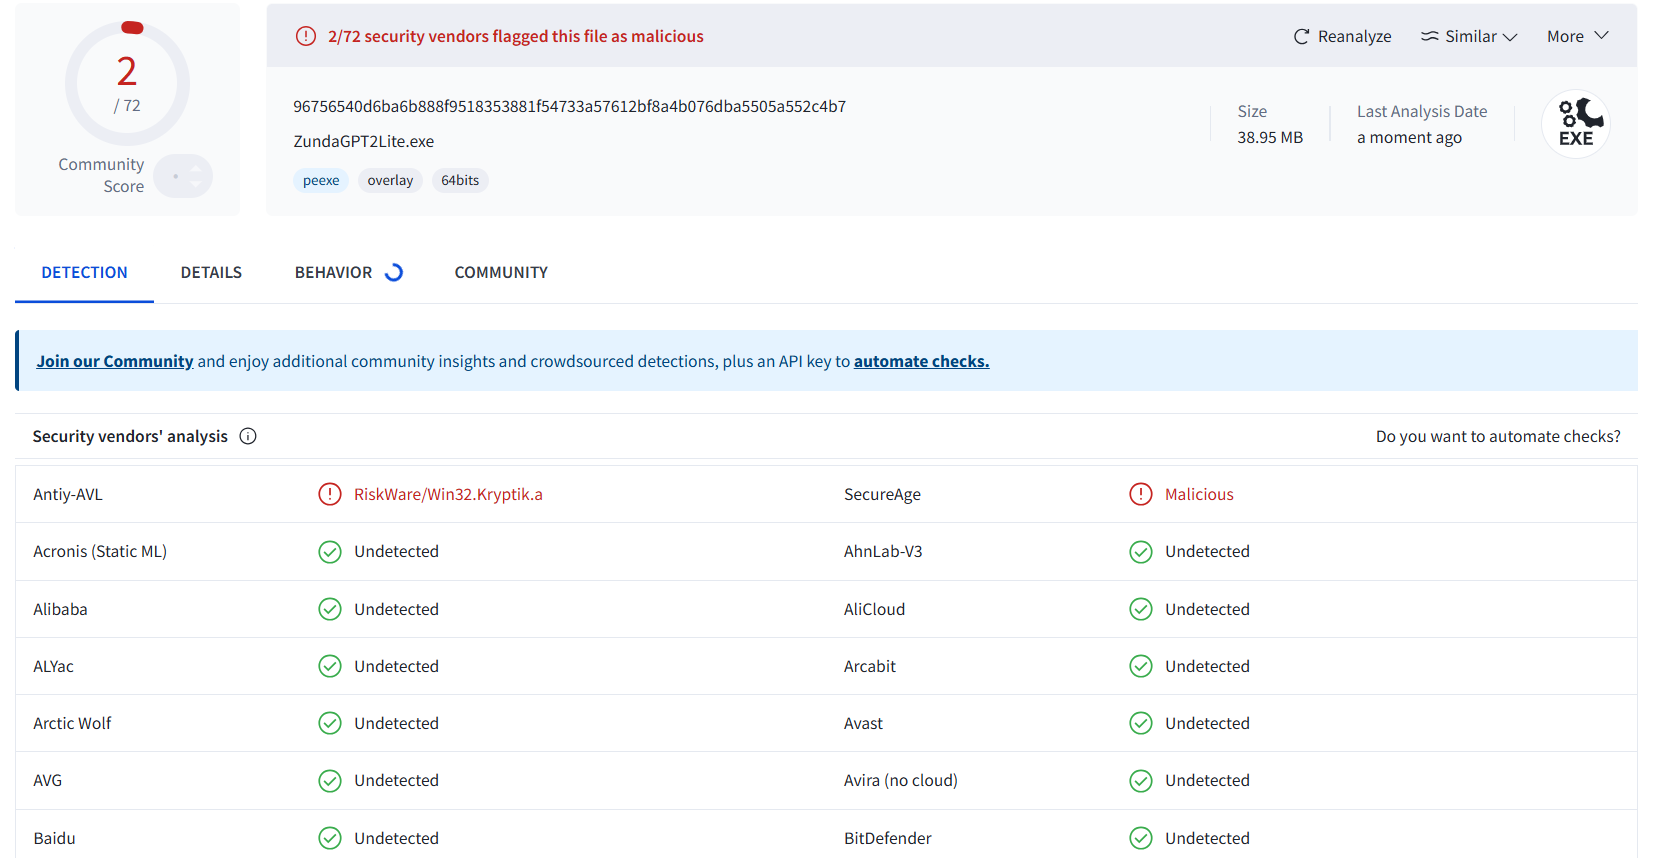 2
/ 72
Community
Score
2/72 security vendors flagged this file as malicious
Reanalyze
Similar
More
96756540d6ba6b888f9518353881f54733a57612bf8a4b076dba5505a552c4b7
ZundaGPT2Lite.exe
peexe overlay 64bits
Size
38.95 MB
Last Analysis Date
a moment ago
EXE
DETECTION DETAILS BEHAVIOR COMMUNITY
Join our Community and enjoy additional community insights and crowdsourced detections, plus an API key to automate checks.
Security vendors' analysis
Do you want to automate checks?
Antiy-AVL RiskWare/Win32.Kryptik.a SecureAge Malicious
Acronis (Static ML) Undetected AhnLab-V3 Undetected
Alibaba Undetected AliCloud Undetected
ALYac Undetected Arcabit Undetected
Arctic Wolf Undetected Avast Undetected
AVG Undetected Avira (no cloud) Undetected
Baidu Undetected BitDefender Undetected